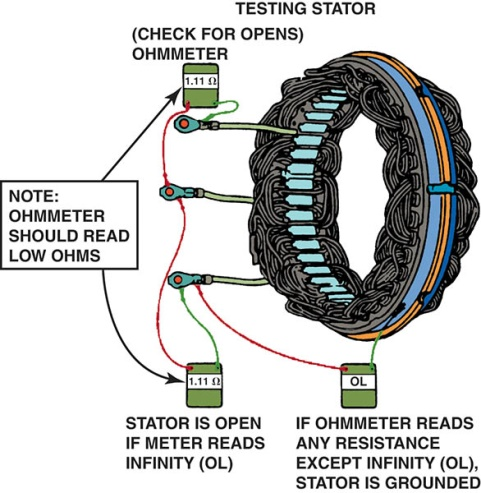 TESTING STATOR
(CHECK FOR OPENS)
OHMMETER
1.11 Ω
NOTE:
OHMMETER
SHOULD READ
LOW OHMS
1.11 Ω
OL
STATOR IS OPEN
IF METER READS
INFINITY (OL)
IF OHMMETER READS
ANY RESISTANCE
EXCEPT INFINITY (OL),
STATOR IS GROUNDED